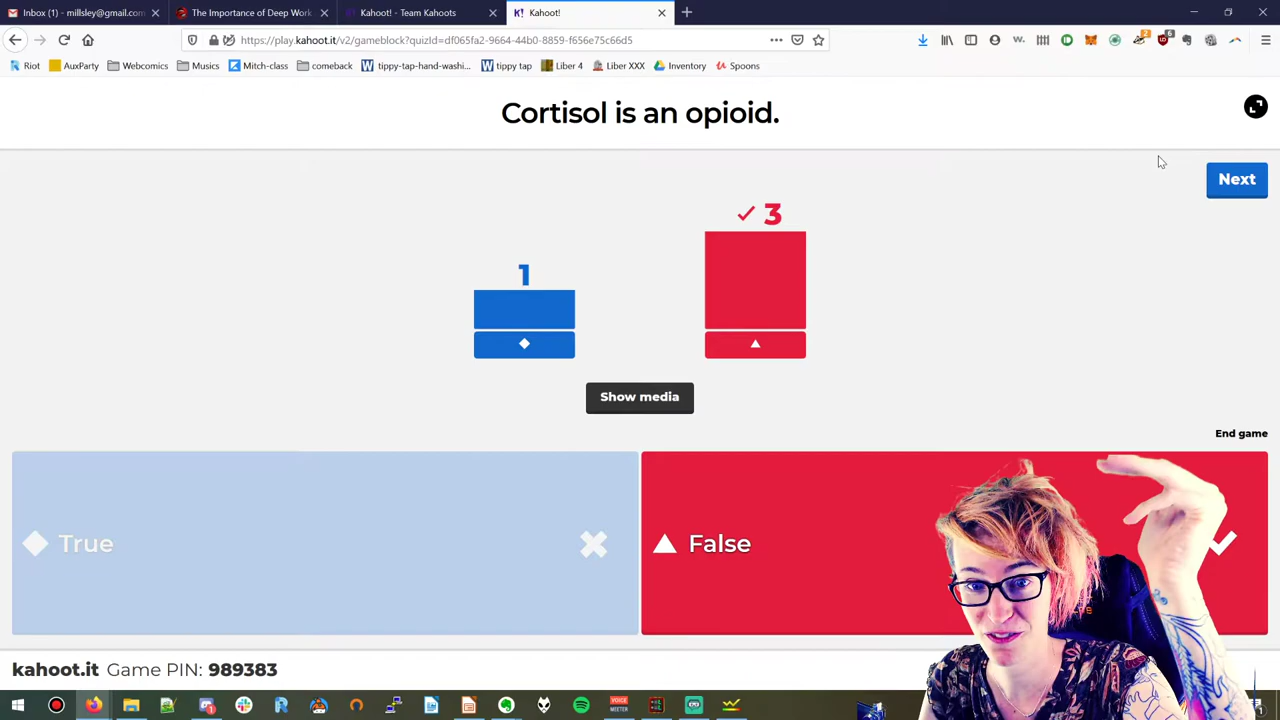 Inbox (1) - millsley@gmail.com
The Importance of Deep Work
Kahoot! - Team Kahoots
Kahoot!
https://play.kahoot.it/v2/gameblock?quizId=df065fa2-9664-44b0-8859-f656e75c66d5
Riot
AuxParty
Webcomics
Musics
Mitch-class
comeback
tippy-tap-hand-washi...
tippy tap
Liber 4
Liber XXX
Inventory
Spoons
Cortisol is an opioid.
Next
1
3
Show media
End game
True
False
kahoot.it Game PIN: 989383